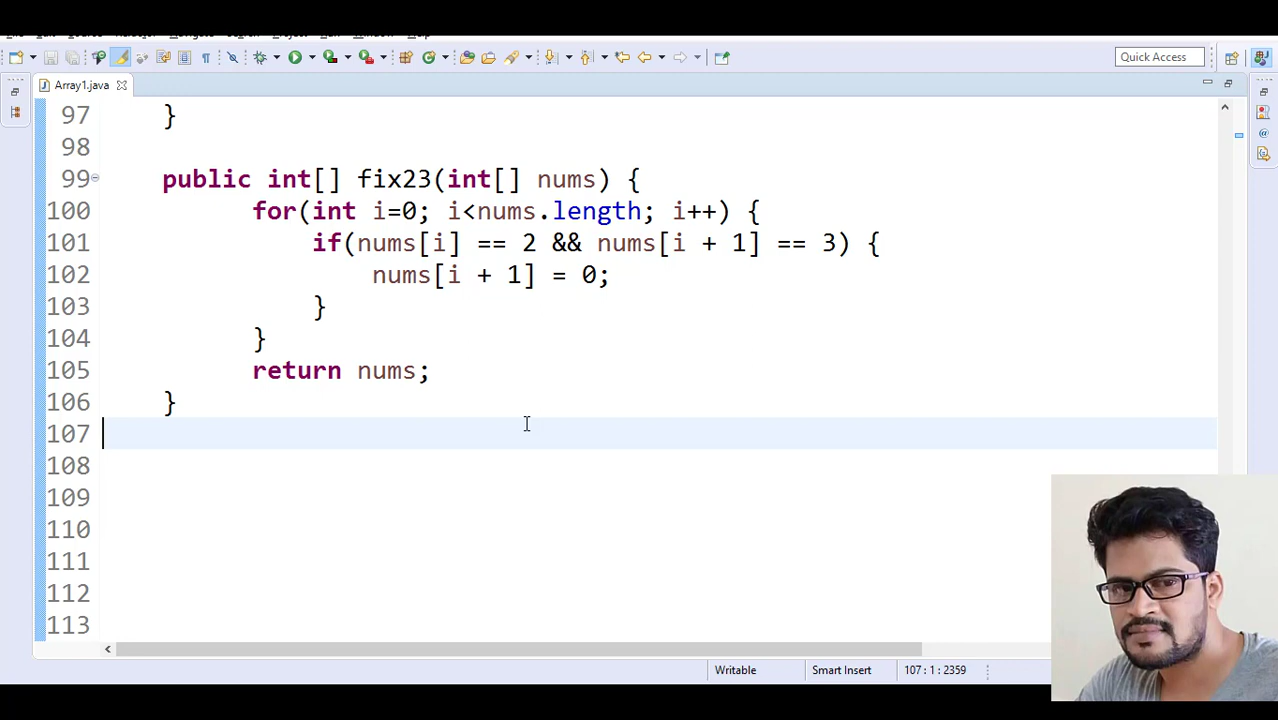 Quick Access
Array1.java
97 }
98
99 public int[] fix23(int[] nums) {
100 for(int i=0; i<nums.length; i++) {
101 if(nums[i] == 2 && nums[i + 1] == 3) {
102 nums[i + 1] = 0;
103 }
104 }
105 return nums;
106 }
107
108
109
110
111
112
113
Writable Smart Insert 107 : 1 : 2359